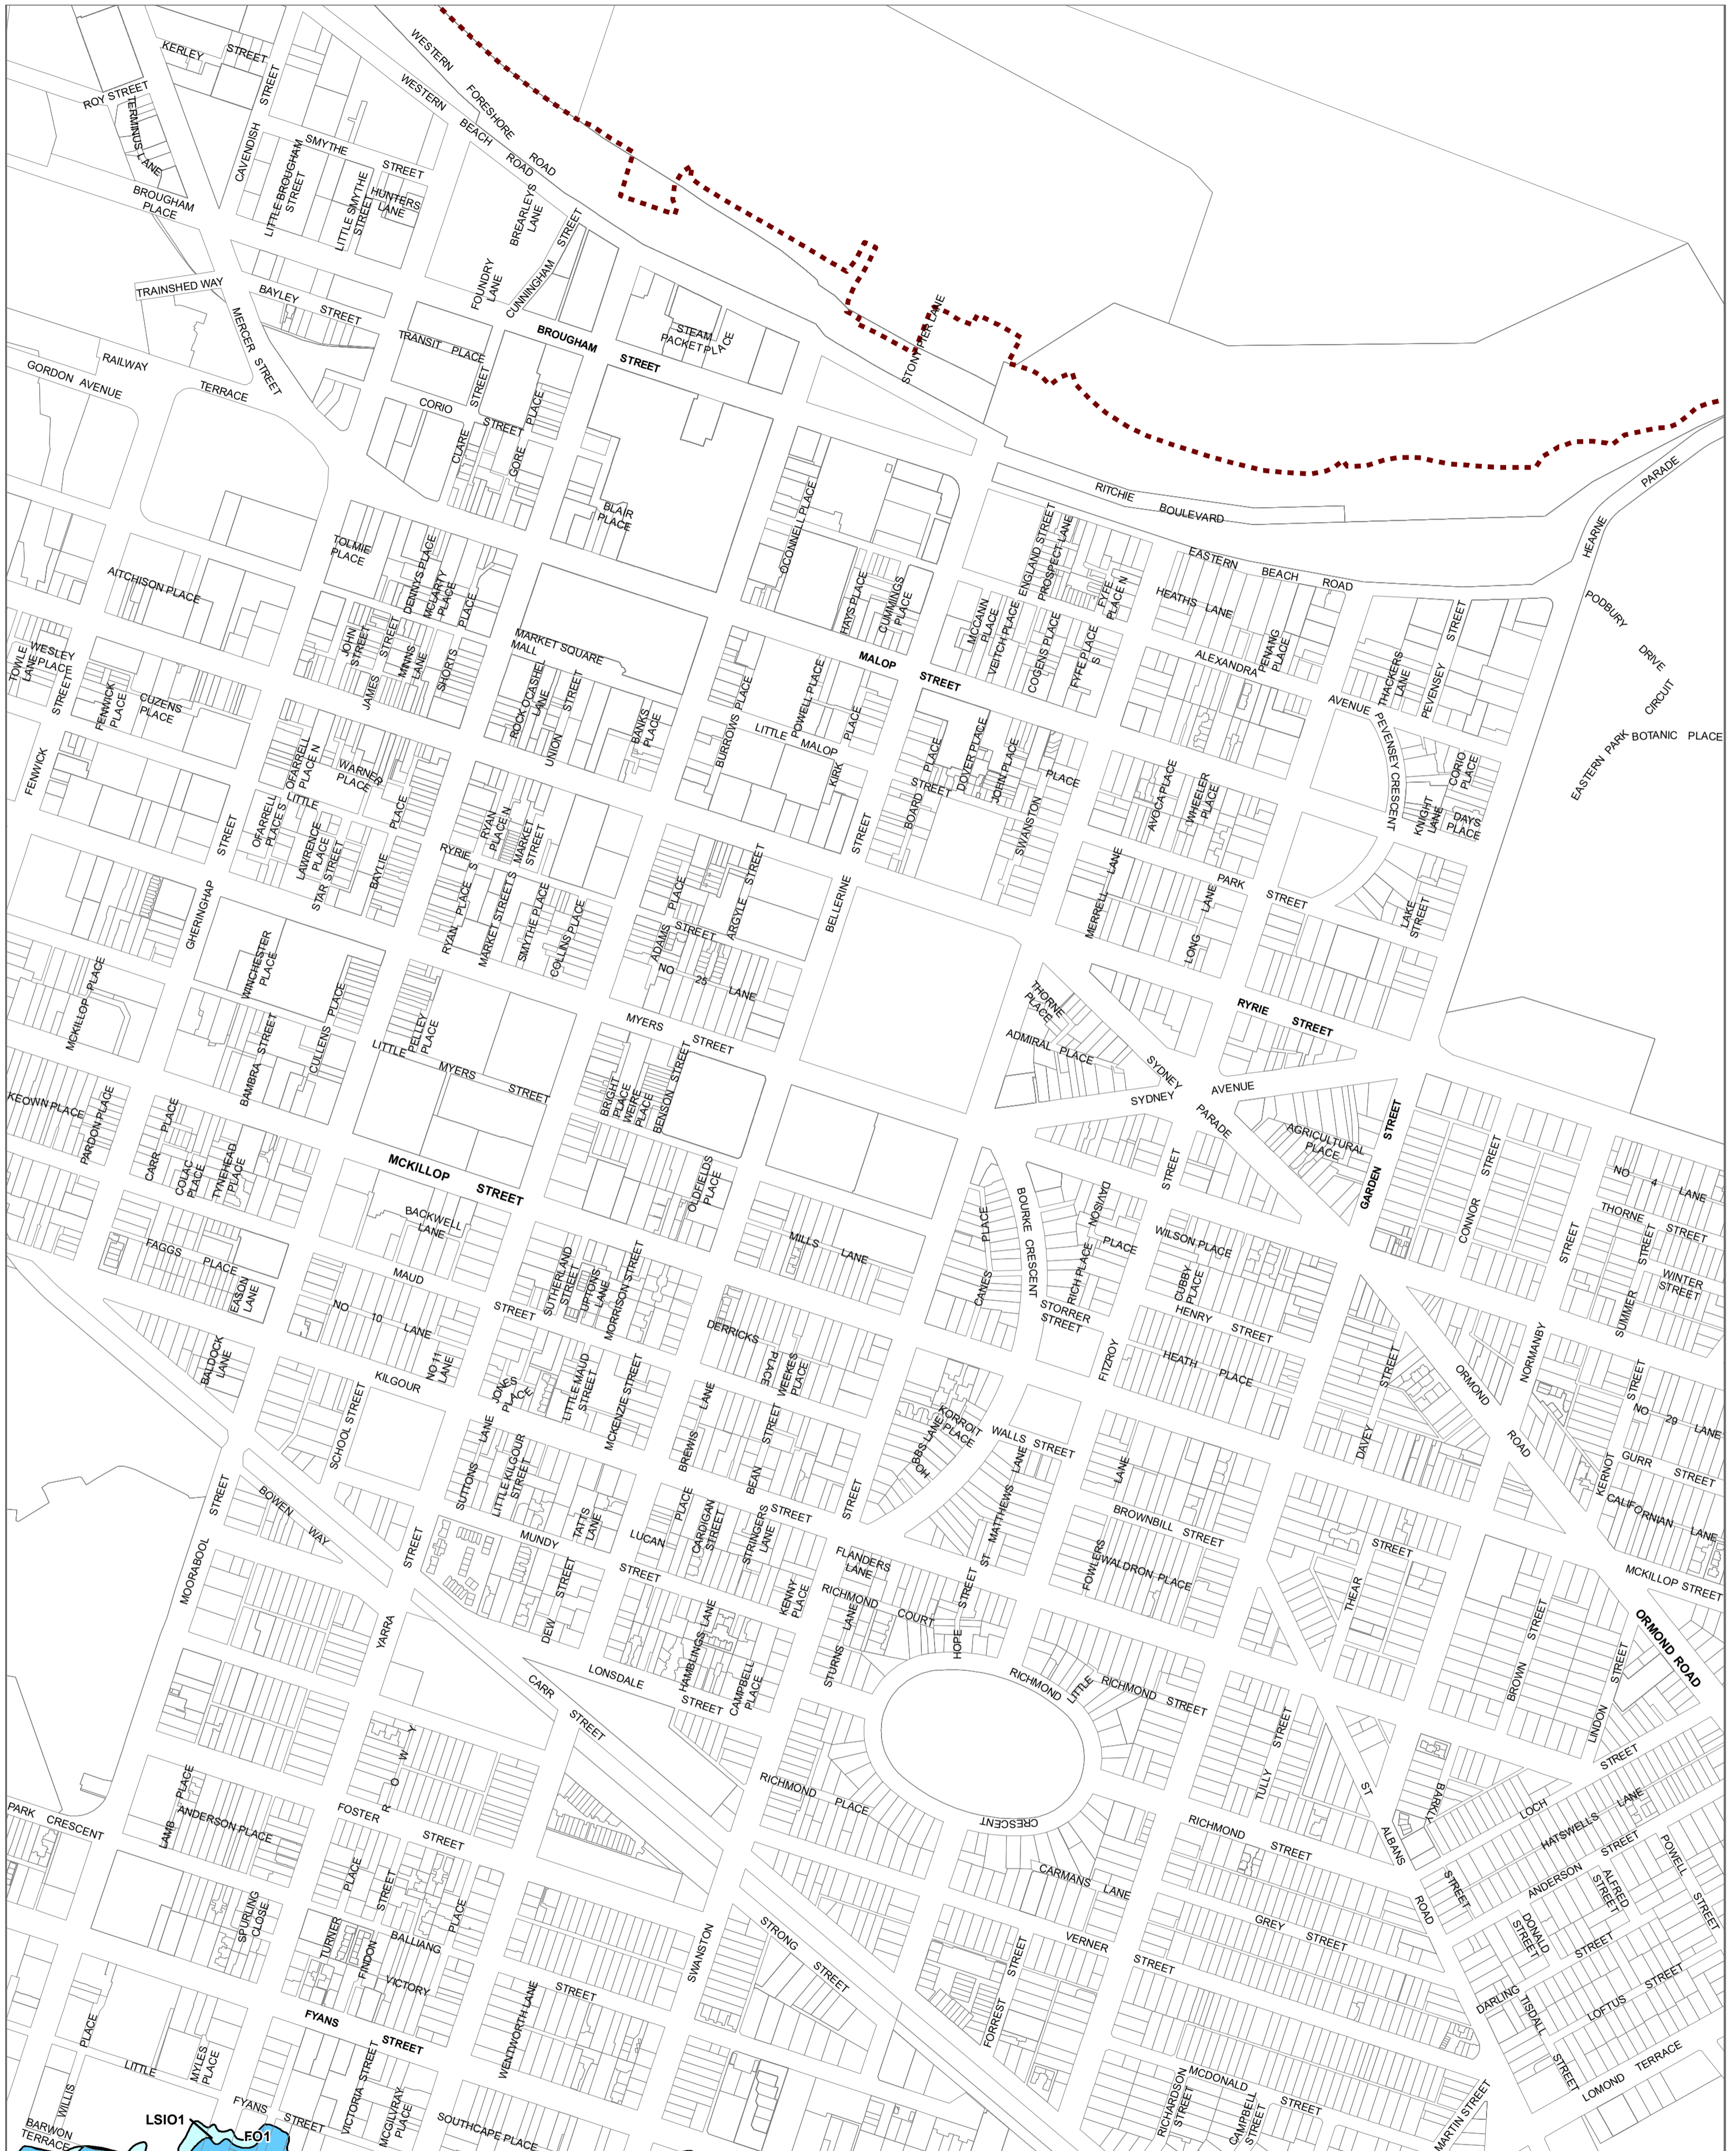 KERLEY STREET
WESTERN FORESHORE ROAD
WESTERN BEACH ROAD
ROY STREET
TERMINUS LANE
CAVENDISH STREET
SMYTHE STREET
LITTLE BROUGHAM STREET
LITTLE SMYTHE STREET
HUNTERS LANE
BROUGHAM PLACE
BREARLEYS LANE
FOUNDRY LANE
CUNNINGHAM STREET
TRAINSHED WAY
BAYLEY STREET
MERCER STREET
TRANSIT PLACE
BROUGHAM STREET
STEAM PACKET PLACE
RAILWAY TERRACE
GORDON AVENUE
CORIO STREET
CLARE STREET
GORE PLACE
BLAIR PLACE
RITCHIE BOULEVARD
HEARNE PARADE
OCONNELL PLACE
TOLMIE PLACE
DENNYS PLACE
MCLARTY PLACE
AITCHISON PLACE
HAYS PLACE
CUMMINGS PLACE
MCCANN PLACE
VEITCH PLACE
ENGLAND STREET
PROSPECT LANE
COGENS PLACE
FYFFE PLACE N
FYFFE PLACE S
EASTERN BEACH ROAD
HEATHS LANE
PENANG PLACE
ALEXANDRA AVENUE
THACKERS LANE
PEVENSEY STREET
PODBURY DRIVE
EASTERN PARK CIRCUIT
BOTANIC PLACE
TOWLE LANE
WESLEY PLACE
FENWICK STREET
FENWICK PLACE
CUZENS PLACE
JOHN STREET
JAMES STREET
MINNS LANE
SHORTS PLACE
MARKET SQUARE MALL
ROCK OCASHEL LANE
UNION STREET
BANKS PLACE
MALOP STREET
BURROWS PLACE
POWELL PLACE
LITTLE MALOP STREET
KIRK PLACE
BOARD PLACE
DOVER PLACE
JOHN PLACE
SWANSTON PLACE
AVOCA PLACE
WHEELER PLACE
PEVENSEY CRESCENT
CORIO PLACE
KNIGHT LANE
DAYS PLACE
OFARRELL PLACE N
WARNER PLACE
OFARRELL PLACE S
LITTLE RYRIE STREET
LAWRENCE PLACE
STAR STREET
BAYLIE PLACE
RYAN PLACE N
MARKET STREET
RYAN PLACE S
MARKET STREET S
SMYTHE PLACE
COLLINS PLACE
ADAMS PLACE
ARGYLE STREET
NO 25 LANE
BELLERINE STREET
MERRELL LANE
LONG LANE
PARK STREET
LAKE STREET
GHERINGHAP STREET
WINCHESTER PLACE
MCKILLOP PLACE
CULLENS PLACE
BAMBRA STREET
PELLEY PLACE
LITTLE MYERS STREET
MYERS STREET
THORNE PLACE
ADMIRAL PLACE
SYDNEY PARADE
SYDNEY AVENUE
RYRIE STREET
AGRICULTURAL PLACE
GARDEN STREET
KEOWN PLACE
PARDON PLACE
CARR PLACE
COLAC PLACE
TYNEHEAD PLACE
BRIGHT PLACE
WEIRE PLACE
BENSON STREET
MCKILLOP STREET
OLDFIELDS PLACE
BACKWELL LANE
FAGGS PLACE
EASON LANE
MAUD STREET
NO 10 LANE
NO 11 LANE
BALDOCK LANE
SUTHERLAND STREET
UPTONS LANE
MORRISON STREET
MILLS LANE
DERRICKS PLACE
WEEKES PLACE
CANES PLACE
BOURKE CRESCENT
DAVISON PLACE
RICH PLACE
STORRER STREET
WILSON PLACE
CUBBY PLACE
HENRY STREET
HEATH PLACE
FITZROY STREET
CONNOR STREET
NO 4 LANE
THORNE STREET
WINTER STREET
SUMMER STREET
NORMANBY STREET
ORMOND ROAD
DAVEY STREET
KERNOT STREET
NO 29 LANE
GURR STREET
CALIFORNIAN LANE
MCKILLOP STREET
KILGOUR STREET
SCHOOL STREET
JONES PLACE
LITTLE MAUD STREET
MCKENZIE STREET
SUTTONS LANE
LITTLE KILGOUR STREET
BREWIS LANE
BEAN STREET
KORROIT PLACE
HOBBS LANE
WALLS STREET
ST MATTHEWS LANE
BOWEN WAY
MOORABOOL STREET
YARRA STREET
MUNDY STREET
TATTS LANE
LUCAN PLACE
CARDIGAN STREET
STRINGERS LANE
KENNY PLACE
FLANDERS LANE
RICHMOND COURT
FOWLERS LANE
BROWNBILL STREET
WALDRON PLACE
THEAR STREET
BROWN STREET
LINDON STREET
ORMOND ROAD
DEW STREET
LONSDALE STREET
HAMBLINGS LANE
CAMPBELL PLACE
STURNS LANE
HOPE STREET
CARR STREET
RICHMOND CRESCENT
LITTLE RICHMOND STREET
RICHMOND PLACE
TULLY STREET
ST ALBANS ROAD
BARKLY STREET
LOCH STREET
HATSWELLS LANE
ANDERSON STREET
POWELL STREET
ALFRED STREET
DONALD STREET
DARLING STREET
TISDALL STREET
LOFTUS STREET
LOMOND TERRACE
PARK CRESCENT
LAMB PLACE
ANDERSON PLACE
ROWY
FOSTER STREET
CARMANS LANE
RICHMOND STREET
GREY STREET
VERNER STREET
FORREST STREET
SWANSTON
STRONG STREET
SPURLING CLOSE
TURNER PLACE
FINDON STREET
BALLIANG STREET
VICTORY PLACE
WENTWORTH LANE
FYANS STREET
WILLIS PLACE
LITTLE FYANS STREET
MYLES PLACE
VICTORIA STREET
MCGILVRAY PLACE
SOUTHCAPE PLACE
BARWON TERRACE
LSIO1
FO1
RICHARDSON STREET
MCDONALD STREET
CAMPBELL STREET
MARTIN STREET